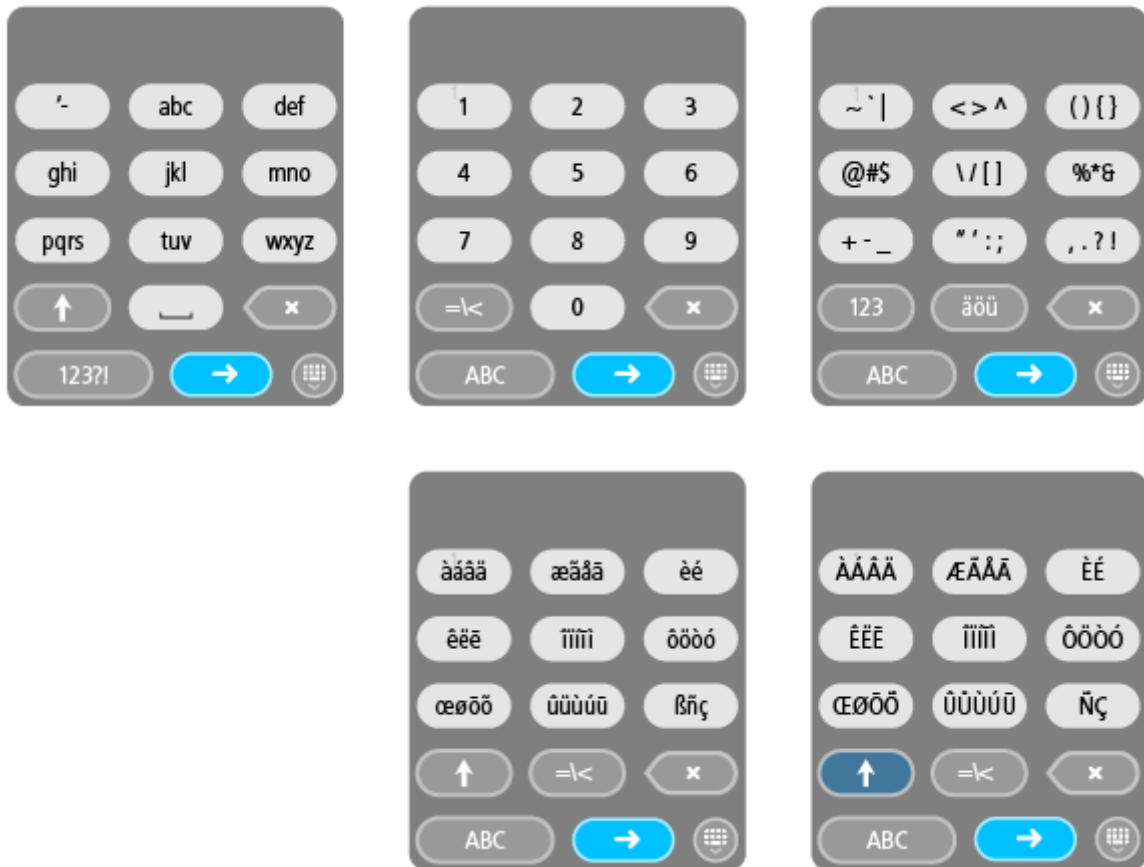 '- abc def
ghi jkl mno
pqrs tuv wxyz
123?!
1 2 3
4 5 6
7 8 9
=\< 0
ABC
~`| <>^ (){}
@#$ \/[] %*&
+-_ "':; ,.?!
123 äöü
ABC
àáâä æãåā èé
êëē îïíīì ôöòó
œøōõ ûüùúū ßñç
=\<
ABC
ÀÁÂÄ ÆÃÅĀ ÈÉ
ÊËĒ ÎÏÍĪÌ ÔÖÒÓ
ŒØŌÕ ÛÜÙÚŪ ÑÇ
=\<
ABC